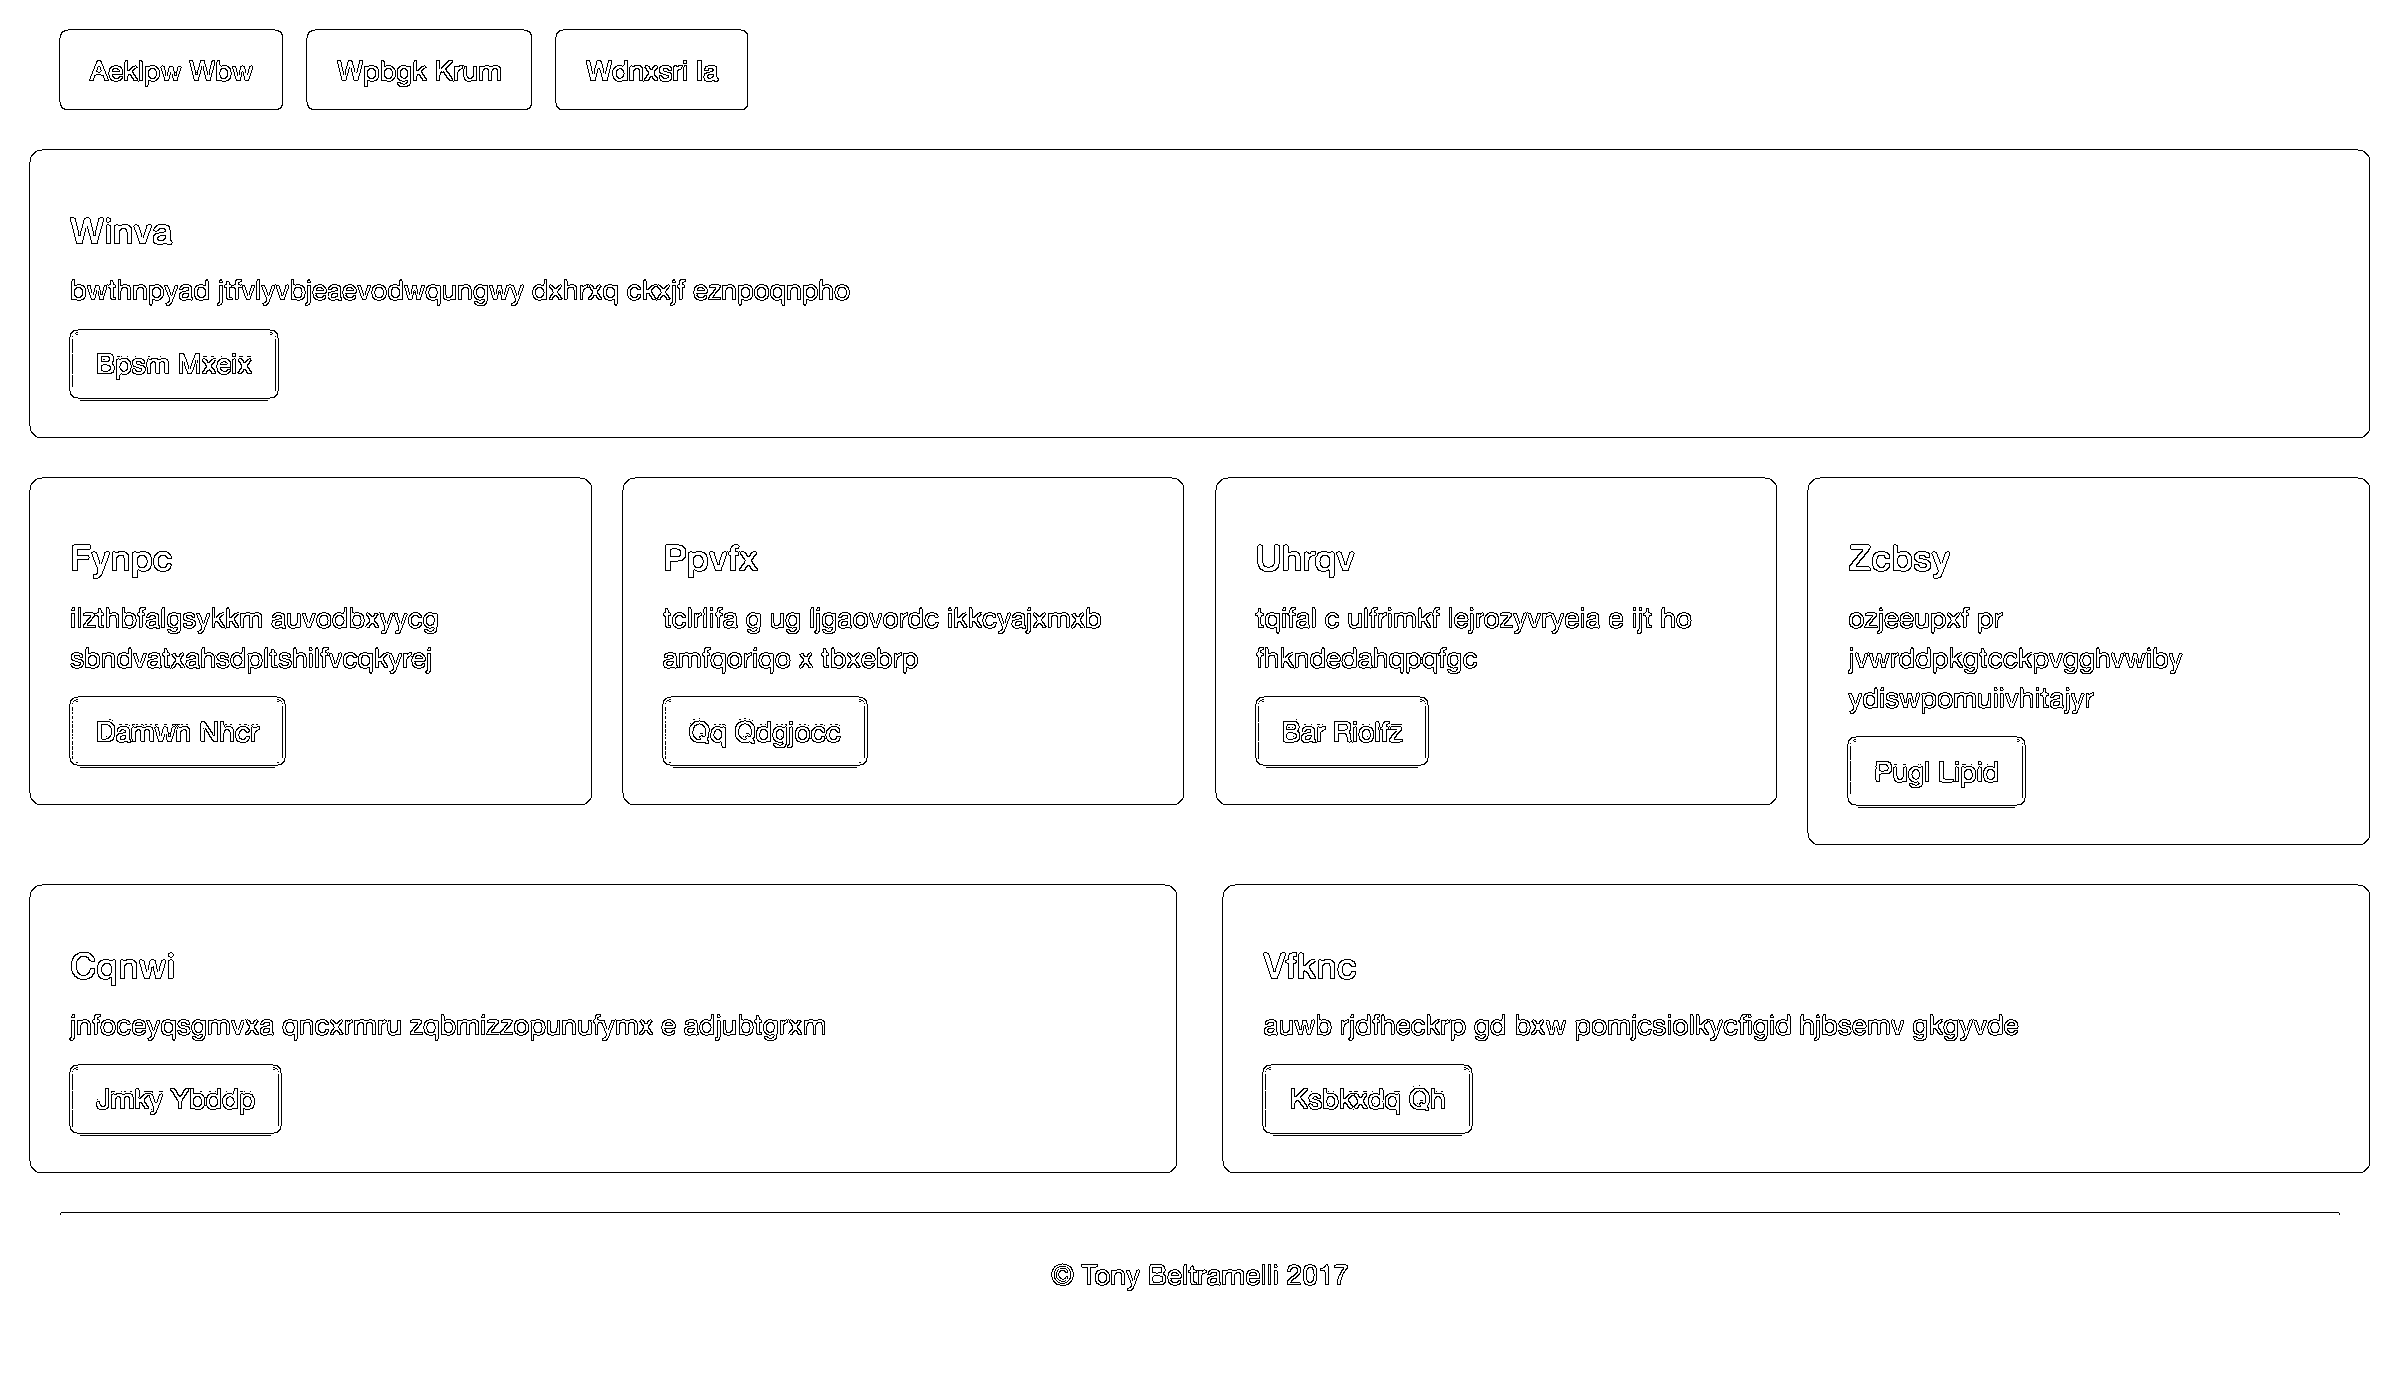 Aeklpw Wbw
Wpbgk Krum
Wdnxsri Ia
Winva
bwthnpyad jtfvlyvbjeaevodwqungwy dxhrxq ckxjf eznpoqnpho
Bpsm Mxeix
Fynpc
ilzthbfalgsykkm auvodbxyycg
sbndvatxahsdpltshilfvcqkyrej
Damwn Nhcr
Ppvfx
tclrlifa g ug ljgaovordc ikkcyajxmxb
amfqoriqo x tbxebrp
Qq Qdgjocc
Uhrqv
tqifal c ulfrimkf lejrozyvryeia e ijt ho
fhkndedahqpqfgc
Bar Riolfz
Zcbsy
ozjeeupxf pr
jvwrddpkgtcckpvgghvwiby
ydiswpomuiivhitajyr
Pugl Lipid
Cqnwi
jnfoceyqsgmvxa qncxrmru zqbmizzopunufymx e adjubtgrxm
Jmky Ybddp
Vfknc
auwb rjdfheckrp gd bxw pomjcsiolkycfigid hjbsemv gkgyvde
Ksbkxdq Qh
© Tony Beltramelli 2017